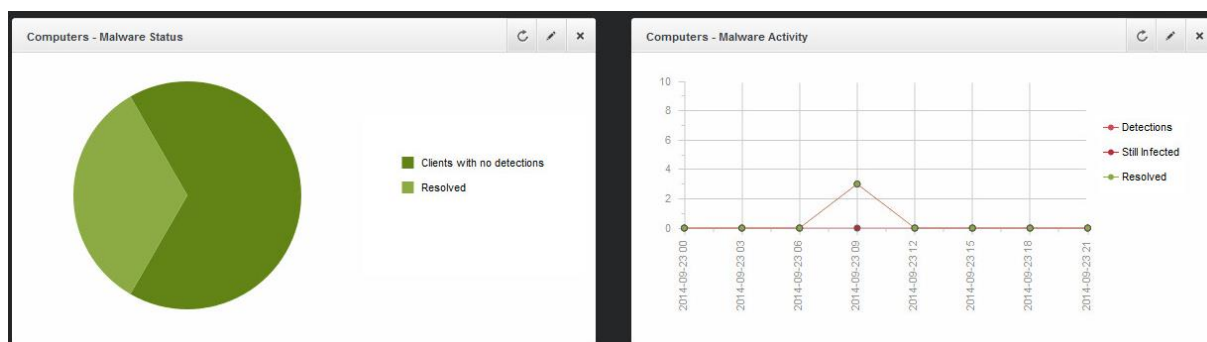 Computers - Malware Status
Clients with no detections
Resolved
Computers - Malware Activity
10
8
6
4
2
0
2014-09-23 00
2014-09-23 03
2014-09-23 06
2014-09-23 09
2014-09-23 12
2014-09-23 15
2014-09-23 18
2014-09-23 21
Detections
Still Infected
Resolved